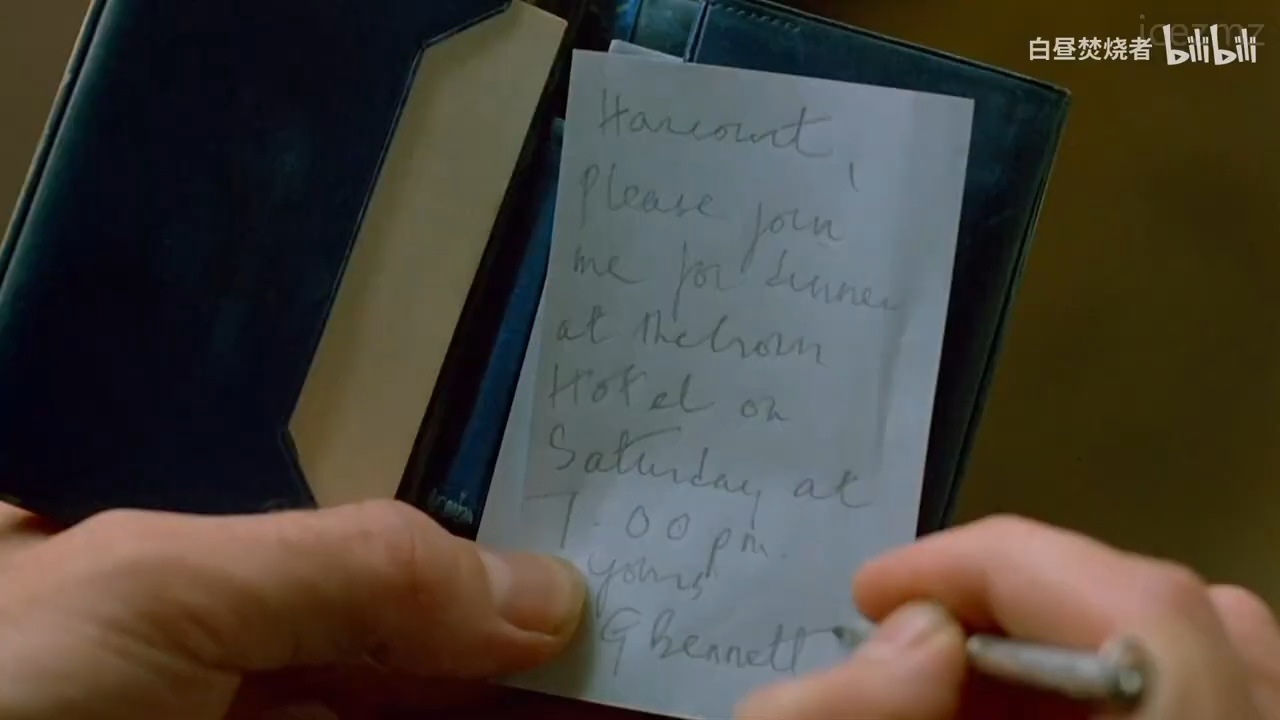 白昼焚烧者 bilibili
Harcourt,
please join
me for dinner
at the Crown
Hotel on
Saturday at
7.00 pm.
yours
G Bennett